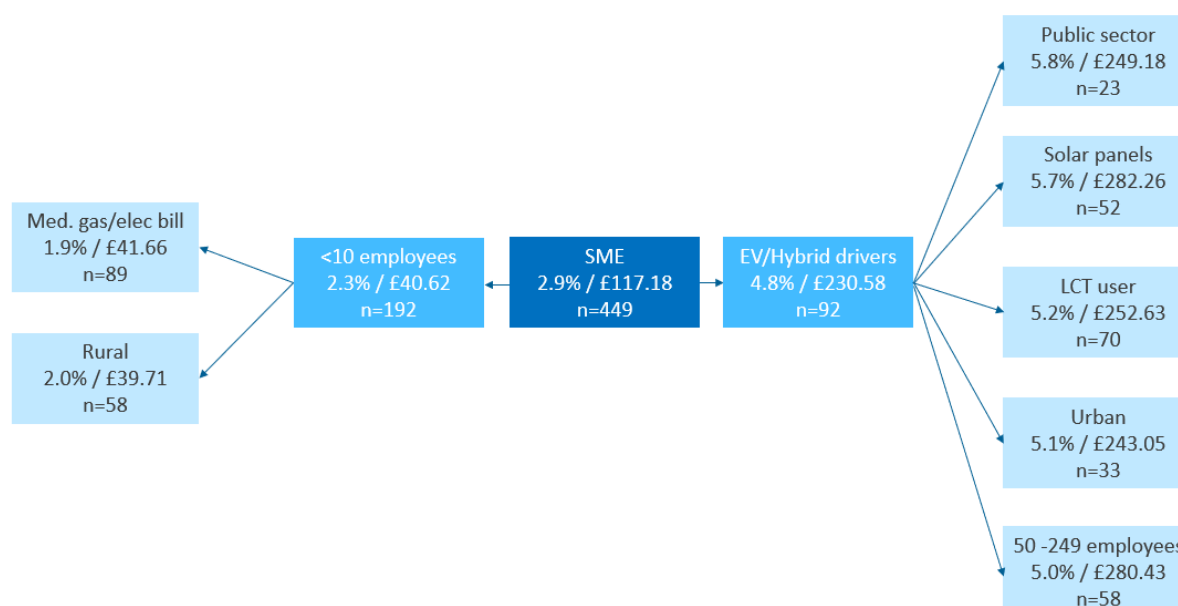 Public sector
5.8% / £249.18
n=23
Solar panels
5.7% / £282.26
n=52
Med. gas/elec bill
1.9% / £41.66
n=89
<10 employees
2.3% / £40.62
n=192
SME
2.9% / £117.18
n=449
EV/Hybrid drivers
4.8% / £230.58
n=92
LCT user
5.2% / £252.63
n=70
Rural
2.0% / £39.71
n=58
Urban
5.1% / £243.05
n=33
50 -249 employees
5.0% / £280.43
n=58